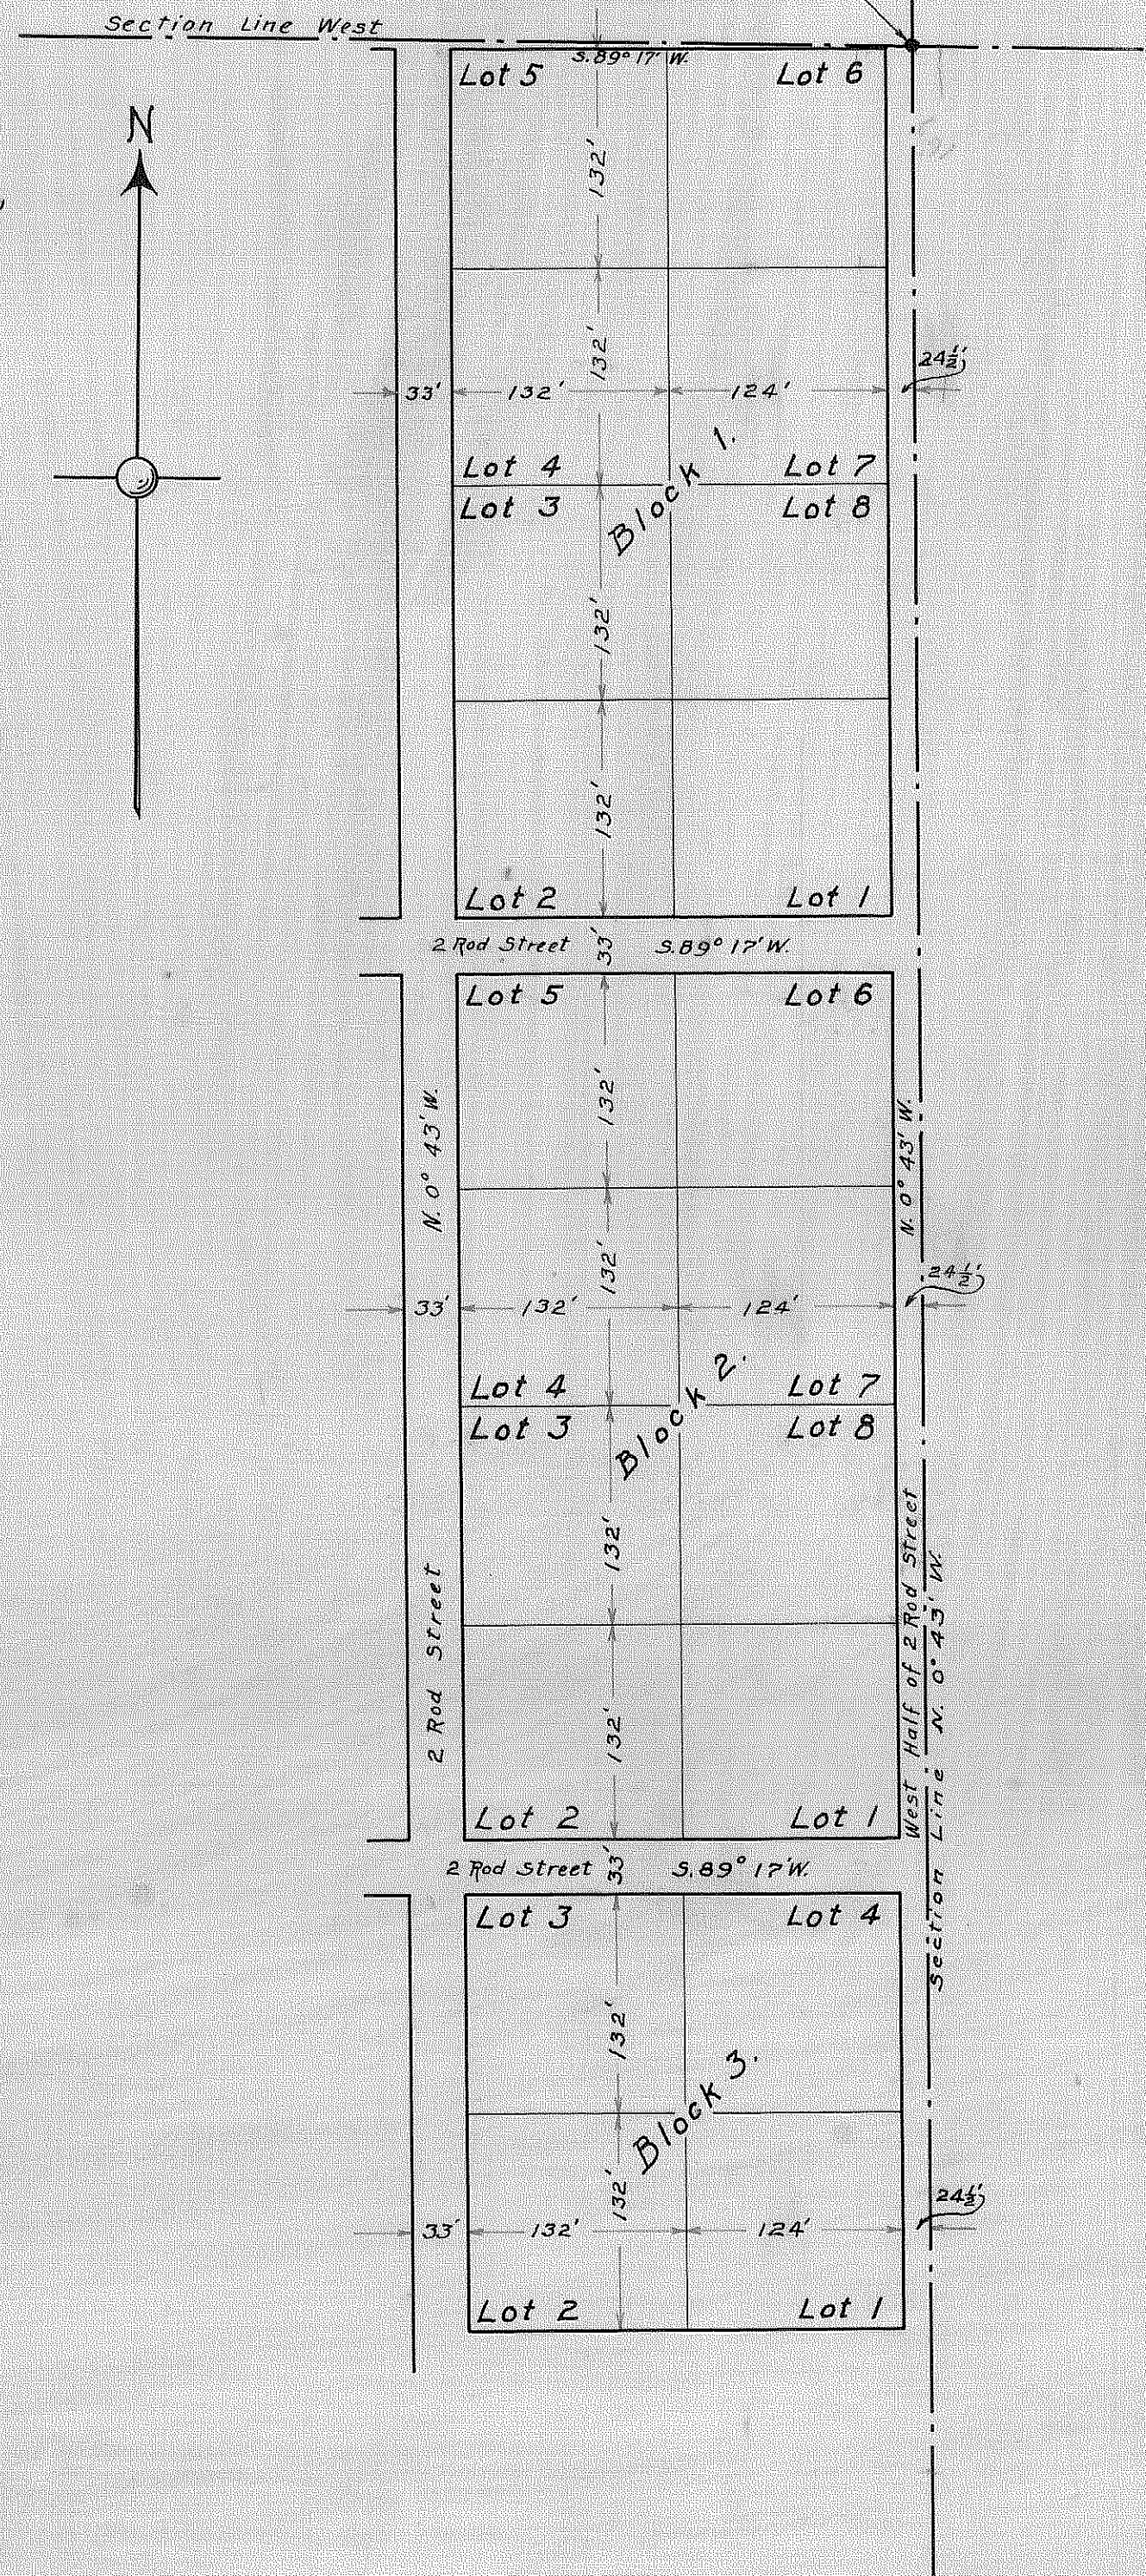 Section Line West
S. 89° 17' W.
Lot 5
Lot 6
N
132'
132'
24½'
33'
132'
124'
Block 1.
Lot 4
Lot 7
Lot 3
Lot 8
132'
132'
Lot 2
Lot 1
2 Rod Street
33'
S. 89° 17' W.
Lot 5
Lot 6
132'
N. 0° 43' W.
N. 0° 43' W.
132'
24½'
33'
132'
124'
Block 2.
Lot 4
Lot 7
Lot 3
Lot 8
132'
2 Rod Street
West Half of 2 Rod Street
Section Line N. 0° 43' W.
132'
Lot 2
Lot 1
2 Rod Street
33'
S. 89° 17' W.
Lot 3
Lot 4
132'
Block 3.
132'
24½'
33'
132'
124'
Lot 2
Lot 1